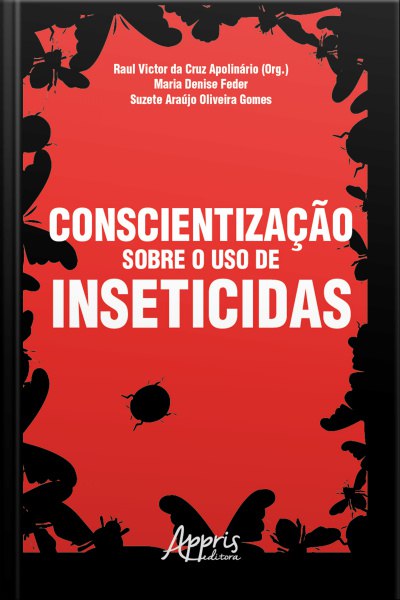 Raul Victor da Cruz Apolinário (Org.)
Maria Denise Feder
Suzete Araújo Oliveira Gomes
CONSCIENTIZAÇÃO
SOBRE O USO DE
INSETICIDAS
Appris
editora